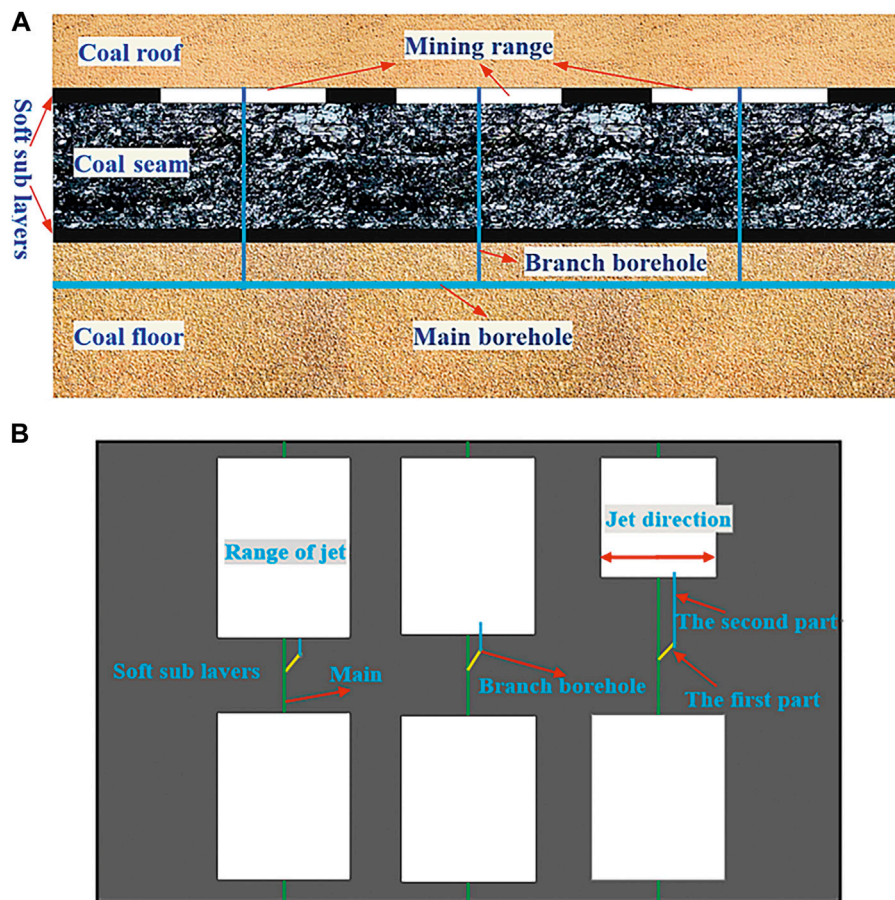 A
Coal roof
Mining range
Soft sub layers
Coal seam
Branch borehole
Coal floor
Main borehole
B
Jet direction
Range of jet
The second part
Soft sub lavers
Main
Branch borehole
The first part